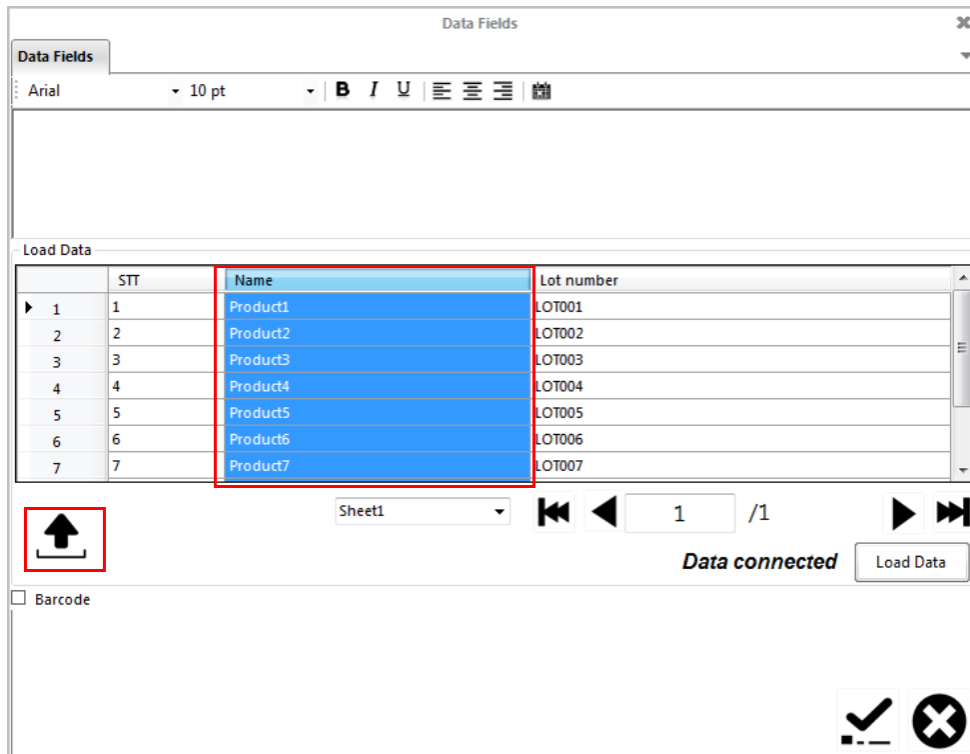 Data Fields
Data Fields
Arial 10 pt B I U
Load Data
STT Name Lot number
1 1 Product1 LOT001
2 2 Product2 LOT002
3 3 Product3 LOT003
4 4 Product4 LOT004
5 5 Product5 LOT005
6 6 Product6 LOT006
7 7 Product7 LOT007
Sheet1 1 /1
Data connected Load Data
Barcode